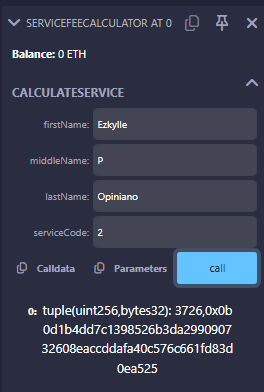 SERVICEFEECALCULATOR AT 0
Balance: 0 ETH
CALCULATESERVICE
firstName: Ezkylle
middleName: P
lastName: Opiniano
serviceCode: 2
Calldata Parameters call
0: tuple(uint256,bytes32): 3726,0x0b
0d1b4dd7c1398526b3da2990907
32608eaccddafa40c576c661fd83d
0ea525